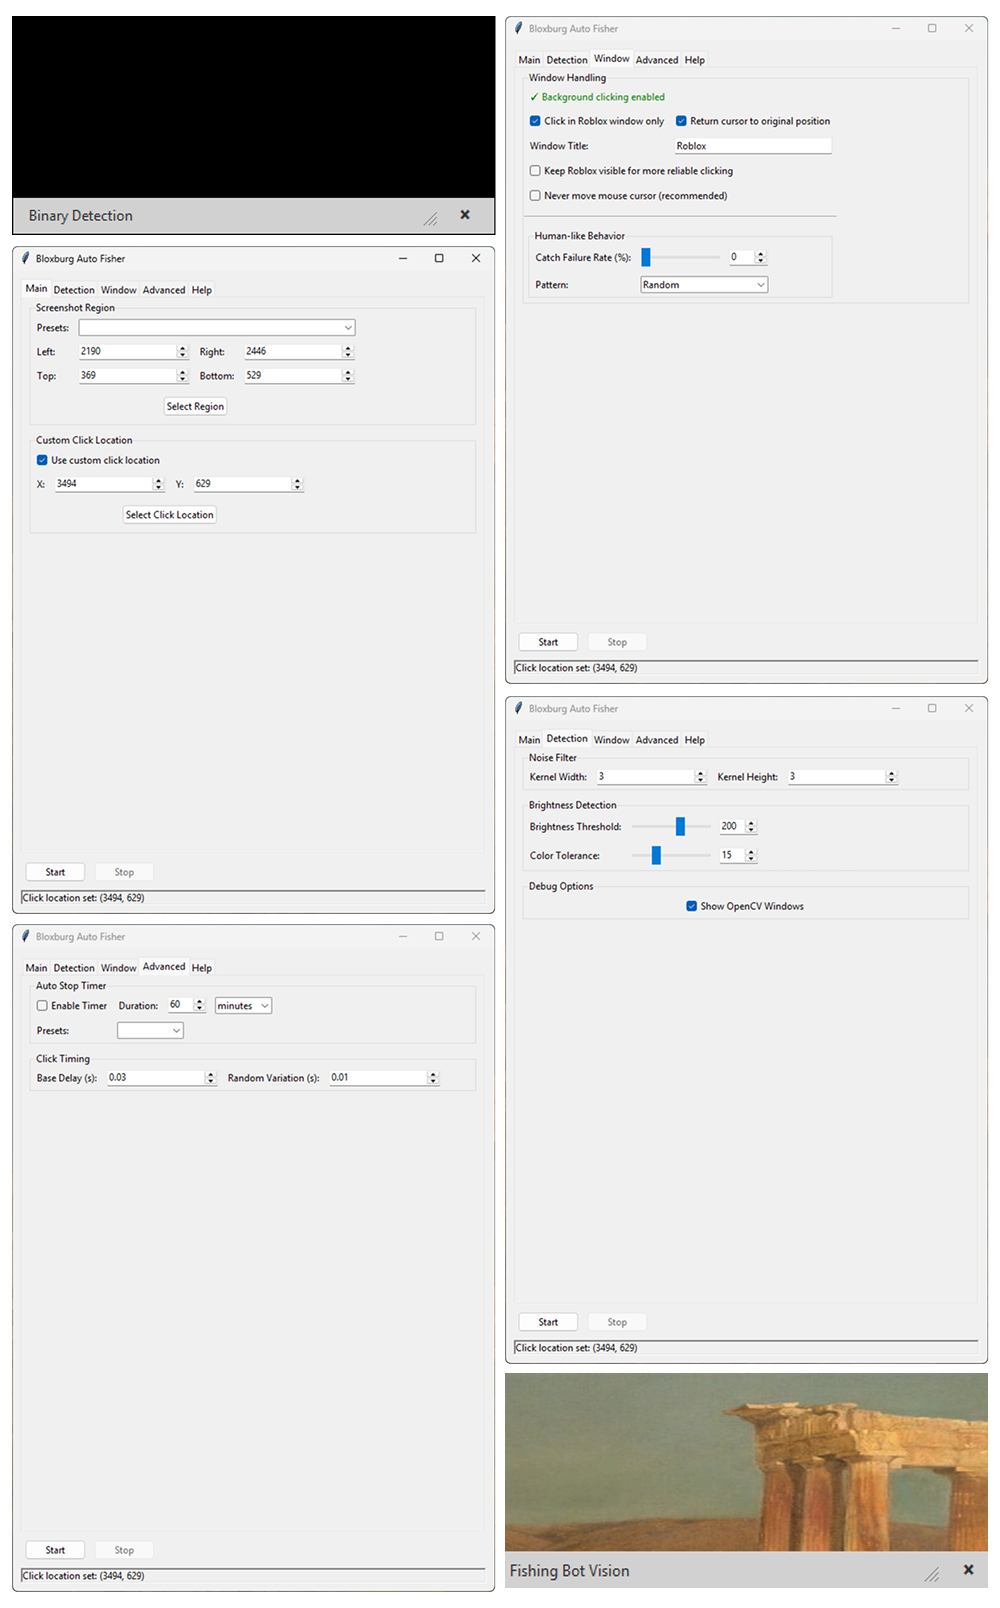 Binary Detection
Bloxburg Auto Fisher
Main Detection Window Advanced Help
Screenshot Region
Presets:
Left: 2190 Right: 2446
Top: 369 Bottom: 529
Select Region
Custom Click Location
Use custom click location
X: 3494 Y: 629
Select Click Location
Start Stop
Click location set: (3494, 629)
Bloxburg Auto Fisher
Main Detection Window Advanced Help
Auto Stop Timer
Enable Timer Duration: 60 minutes
Presets:
Click Timing
Base Delay (s): 0.03 Random Variation (s): 0.01
Start Stop
Click location set: (3494, 629)
Bloxburg Auto Fisher
Main Detection Window Advanced Help
Window Handling
✓ Background clicking enabled
Click in Roblox window only Return cursor to original position
Window Title: Roblox
Keep Roblox visible for more reliable clicking
Never move mouse cursor (recommended)
Human-like Behavior
Catch Failure Rate (%): 0
Pattern: Random
Start Stop
Click location set: (3494, 629)
Bloxburg Auto Fisher
Main Detection Window Advanced Help
Noise Filter
Kernel Width: 3 Kernel Height: 3
Brightness Detection
Brightness Threshold: 200
Color Tolerance: 15
Debug Options
Show OpenCV Windows
Start Stop
Click location set: (3494, 629)
Fishing Bot Vision